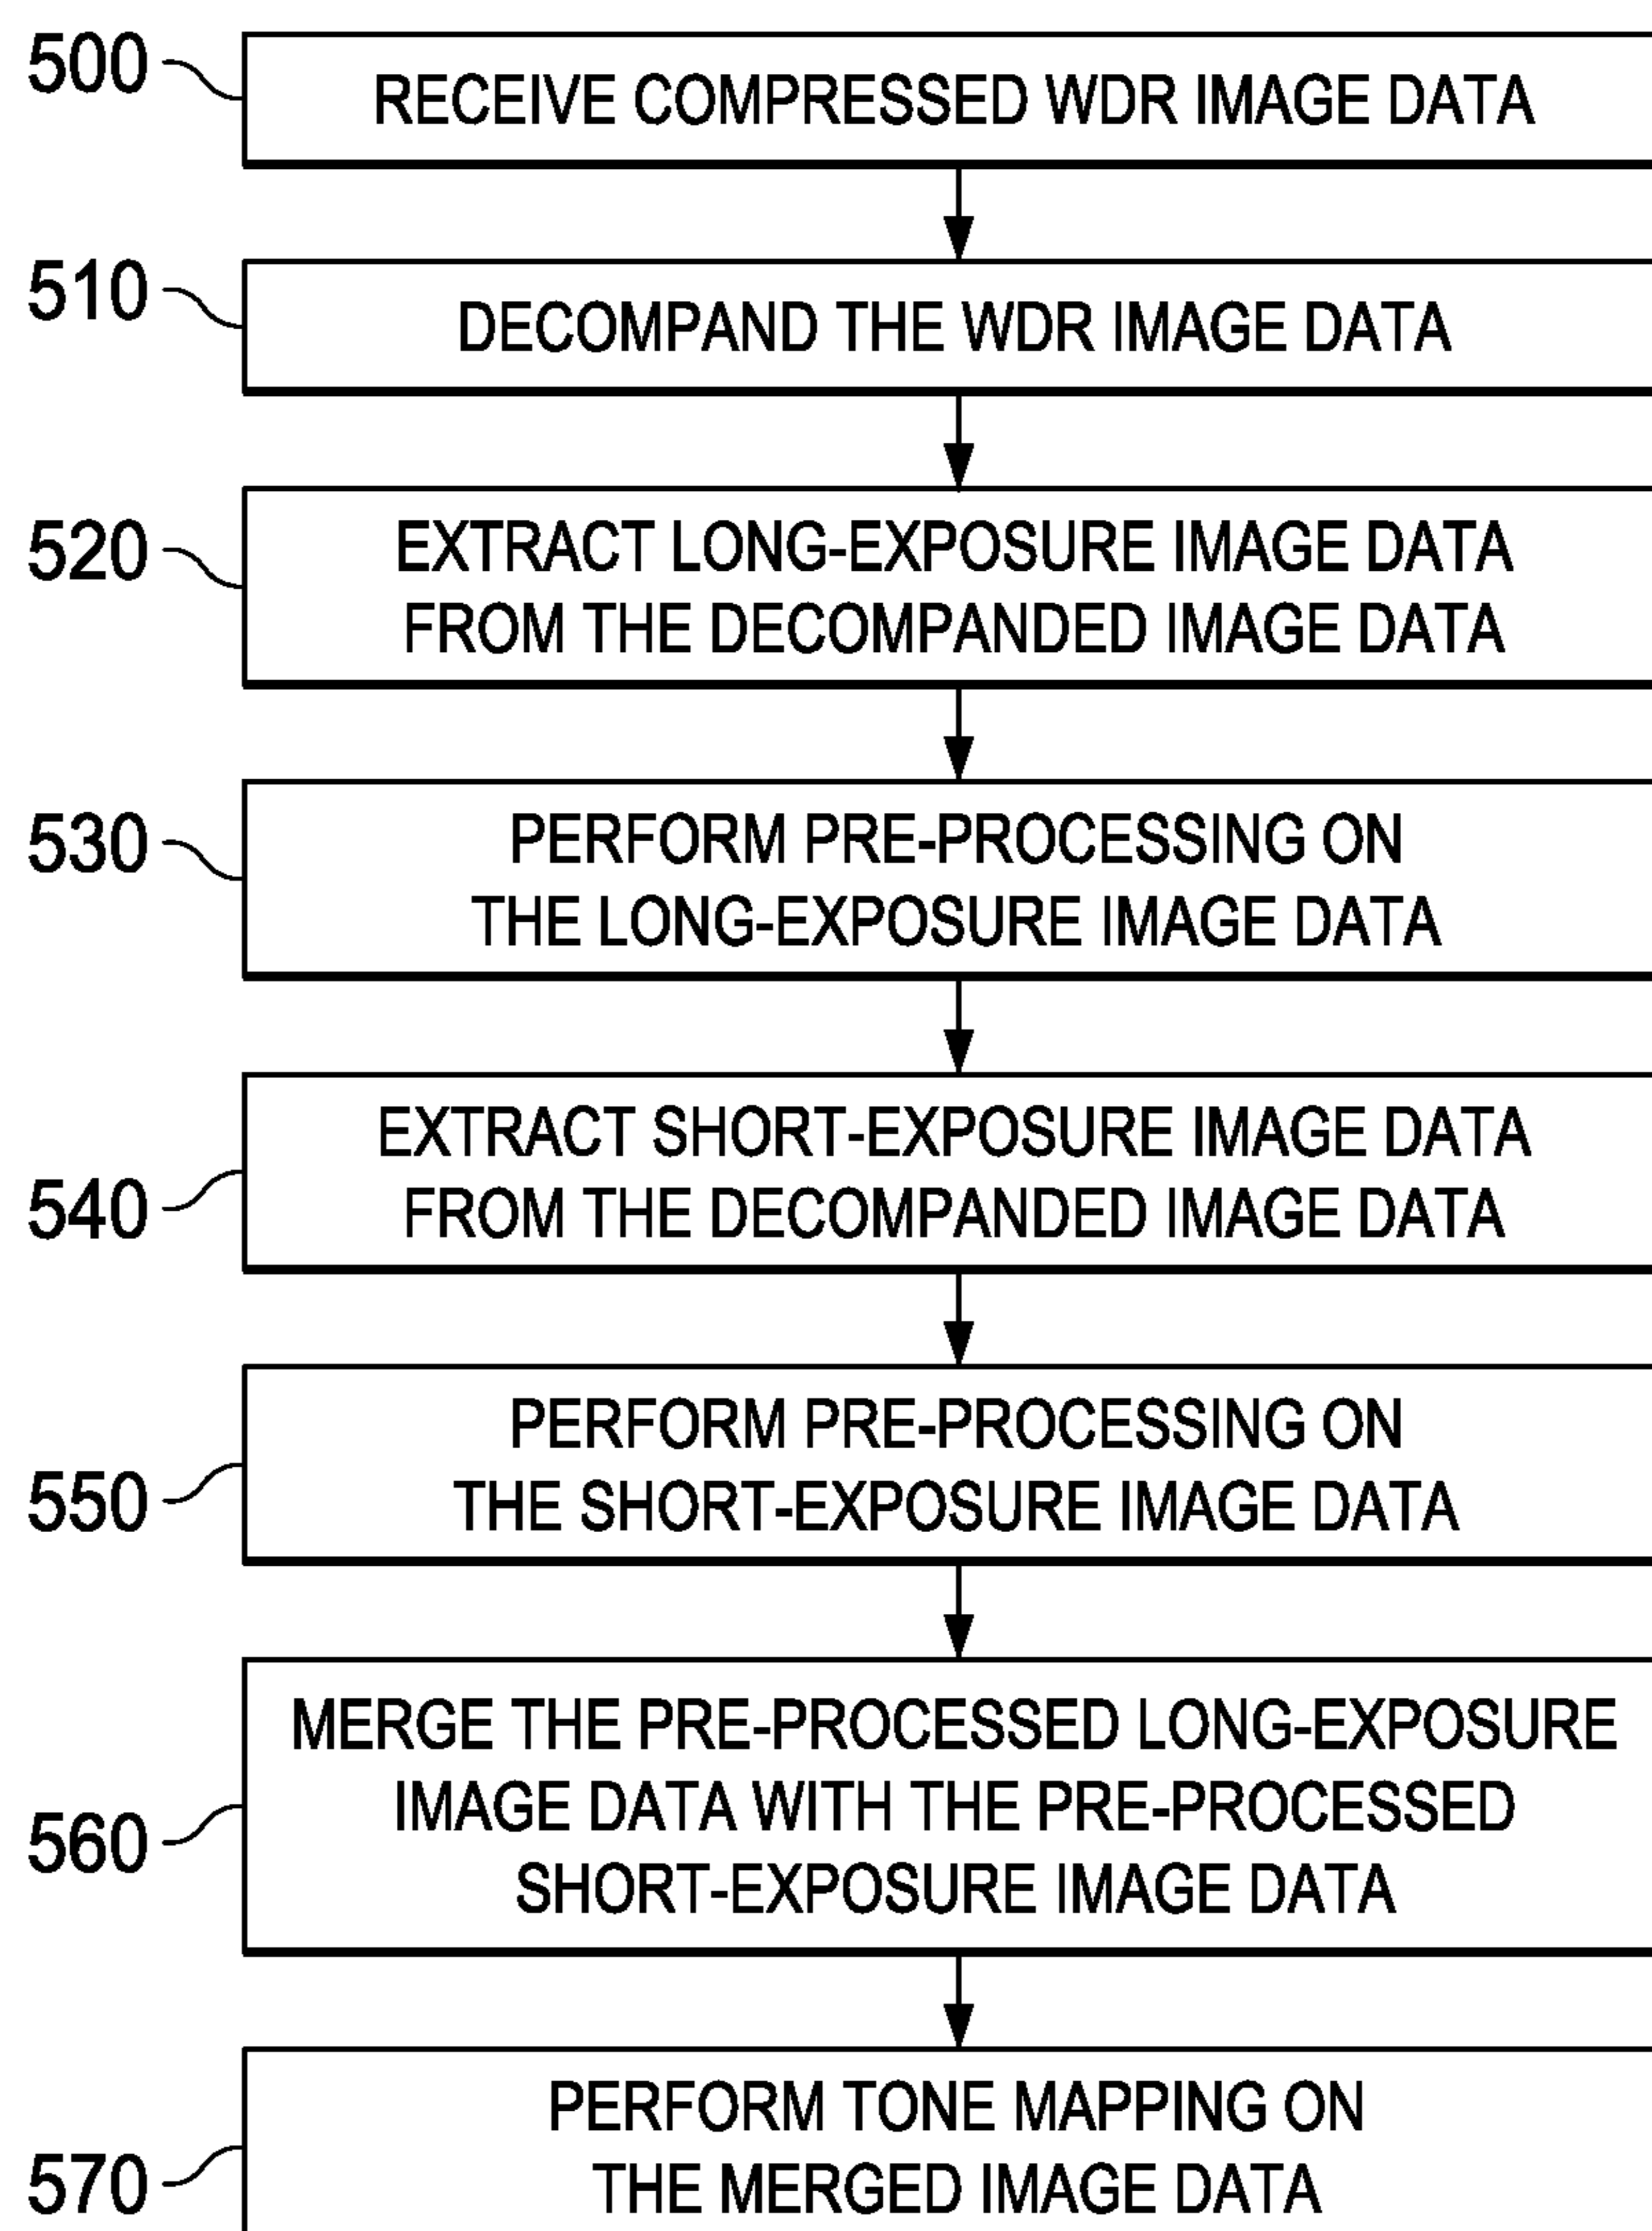 500
RECEIVE COMPRESSED WDR IMAGE DATA
510
DECOMPAND THE WDR IMAGE DATA
520
EXTRACT LONG-EXPOSURE IMAGE DATA
FROM THE DECOMPANDED IMAGE DATA
530
PERFORM PRE-PROCESSING ON
THE LONG-EXPOSURE IMAGE DATA
540
EXTRACT SHORT-EXPOSURE IMAGE DATA
FROM THE DECOMPANDED IMAGE DATA
550
PERFORM PRE-PROCESSING ON
THE SHORT-EXPOSURE IMAGE DATA
560
MERGE THE PRE-PROCESSED LONG-EXPOSURE
IMAGE DATA WITH THE PRE-PROCESSED
SHORT-EXPOSURE IMAGE DATA
570
PERFORM TONE MAPPING ON
THE MERGED IMAGE DATA